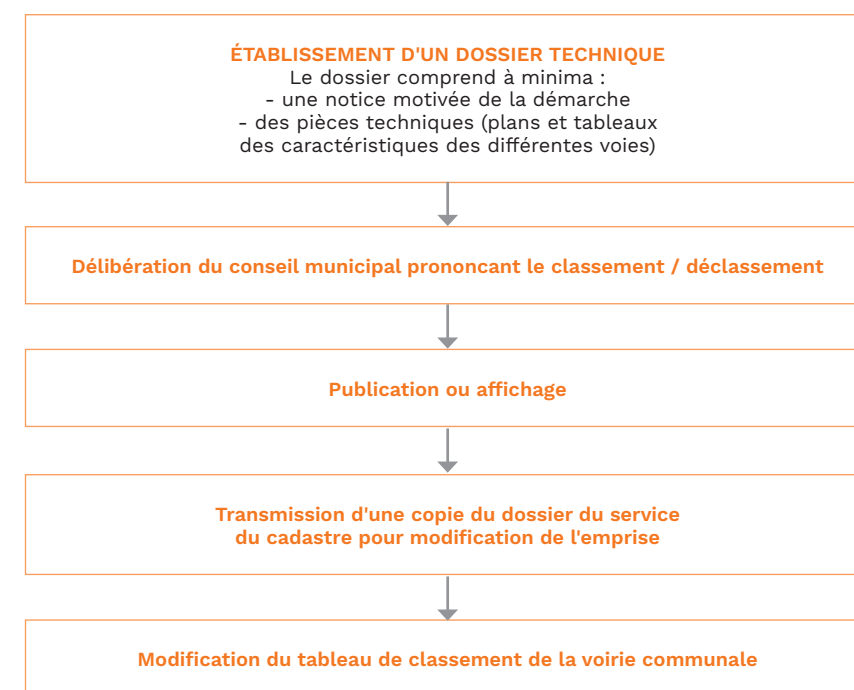 ÉTABLISSEMENT D'UN DOSSIER TECHNIQUE
Le dossier comprend à minima :
- une notice motivée de la démarche
- des pièces techniques (plans et tableaux
des caractéristiques des différentes voies)
Délibération du conseil municipal prononcant le classement / déclassement
Publication ou affichage
Transmission d'une copie du dossier du service
du cadastre pour modification de l'emprise
Modification du tableau de classement de la voirie communale